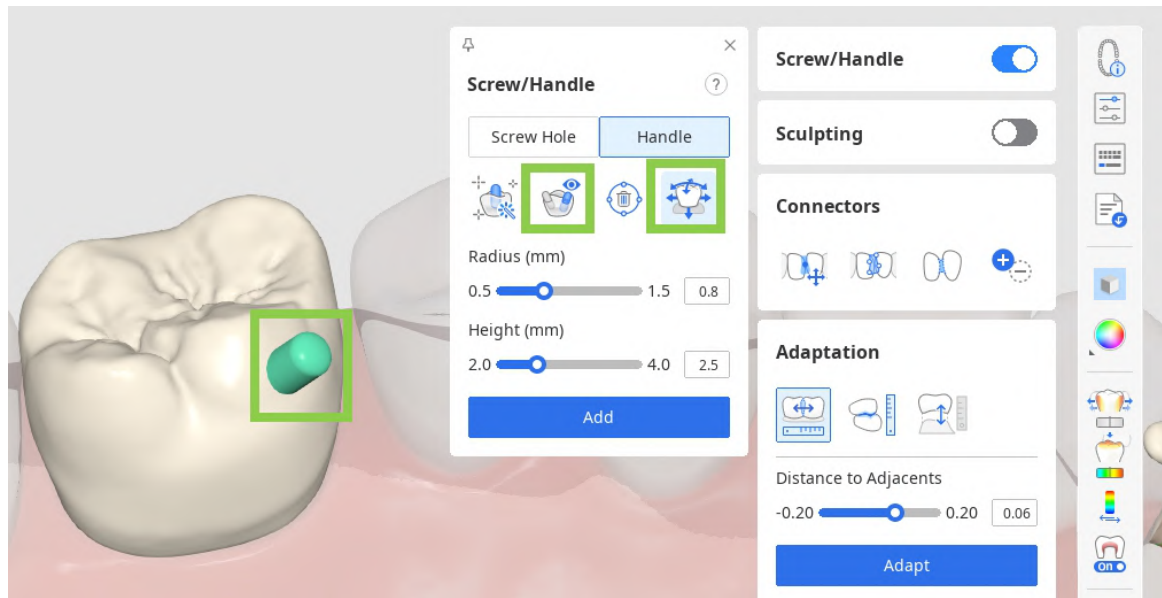 Screw/Handle
?
Screw Hole
Handle
Radius (mm)
0.5
1.5
0.8
Height (mm)
2.0
4.0
2.5
Add
Screw/Handle
Sculpting
Connectors
Adaptation
Distance to Adjacents
-0.20
0.20
0.06
Adapt
On